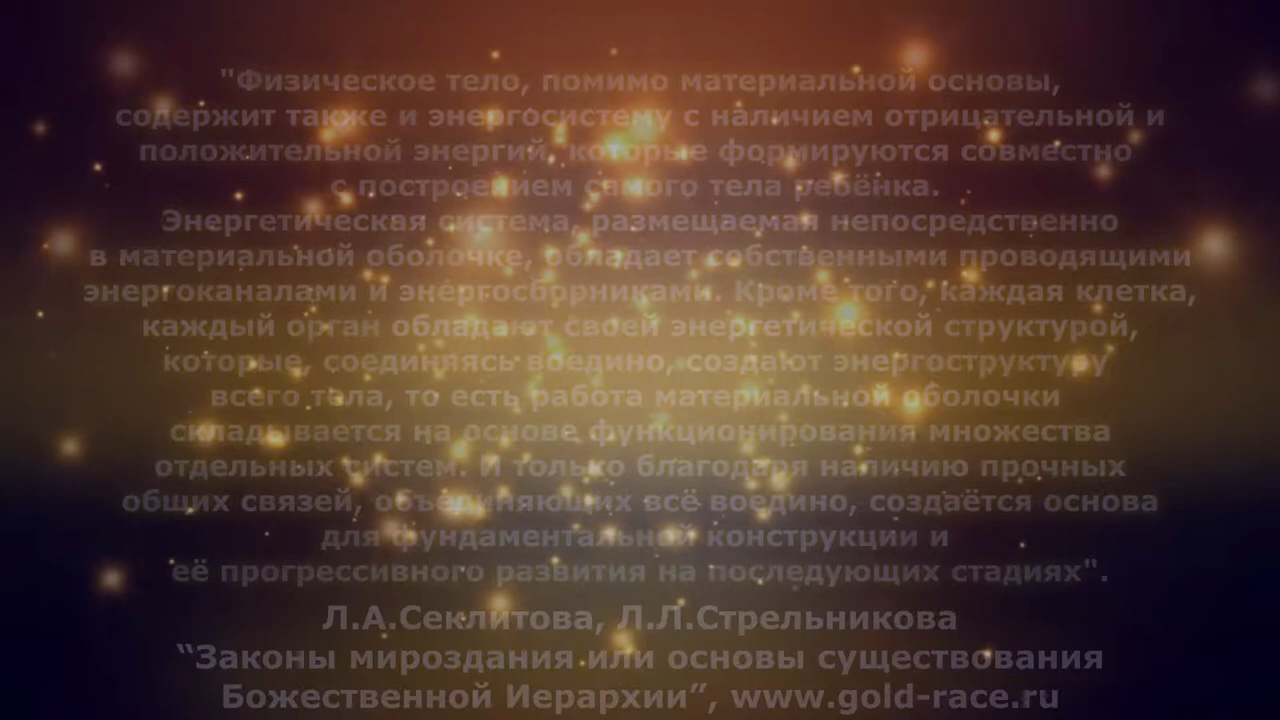 "Физическое тело, помимо материальной основы,
содержит также и энергосистему с наличием отрицательной и
положительной энергий, которые формируются совместно
с построением самого тела ребёнка.
Энергетическая система, размещаемая непосредственно
в материальной оболочке, обладает собственными проводящими
энергоканалами и энергосборниками. Кроме того, каждая клетка,
каждый орган обладают своей энергетической структурой,
которые, соединяясь воедино, создают энергоструктуру
всего тела, то есть работа материальной оболочки
складывается на основе функционирования множества
отдельных систем. И только благодаря наличию прочных
общих связей, объединяющих всё воедино, создаётся основа
для фундаментальной конструкции и
её прогрессивного развития на последующих стадиях".
Л.А.Секлитова, Л.Л.Стрельникова
“Законы мироздания или основы существования
Божественной Иерархии”, www.gold-race.ru